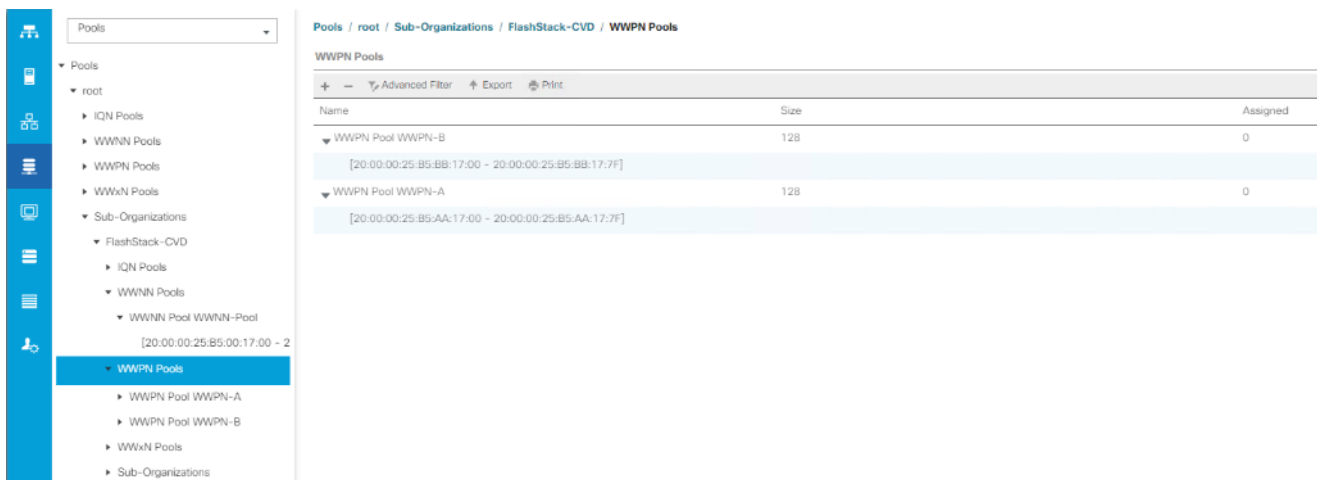 Pools
Pools
root
IQN Pools
WWNN Pools
WWPN Pools
WWxN Pools
Sub-Organizations
FlashStack-CVD
IQN Pools
WWNN Pools
WWNN Pool WWNN-Pool
[20:00:00:25:B5:00:17:00 - 2
WWPN Pools
WWPN Pool WWPN-A
WWPN Pool WWPN-B
WWxN Pools
Sub-Organizations
Pools / root / Sub-Organizations / FlashStack-CVD / WWPN Pools
WWPN Pools
+ − Advanced Filter Export Print
Name Size Assigned
WWPN Pool WWPN-B 128 0
[20:00:00:25:B5:BB:17:00 - 20:00:00:25:B5:BB:17:7F]
WWPN Pool WWPN-A 128 0
[20:00:00:25:B5:AA:17:00 - 20:00:00:25:B5:AA:17:7F]